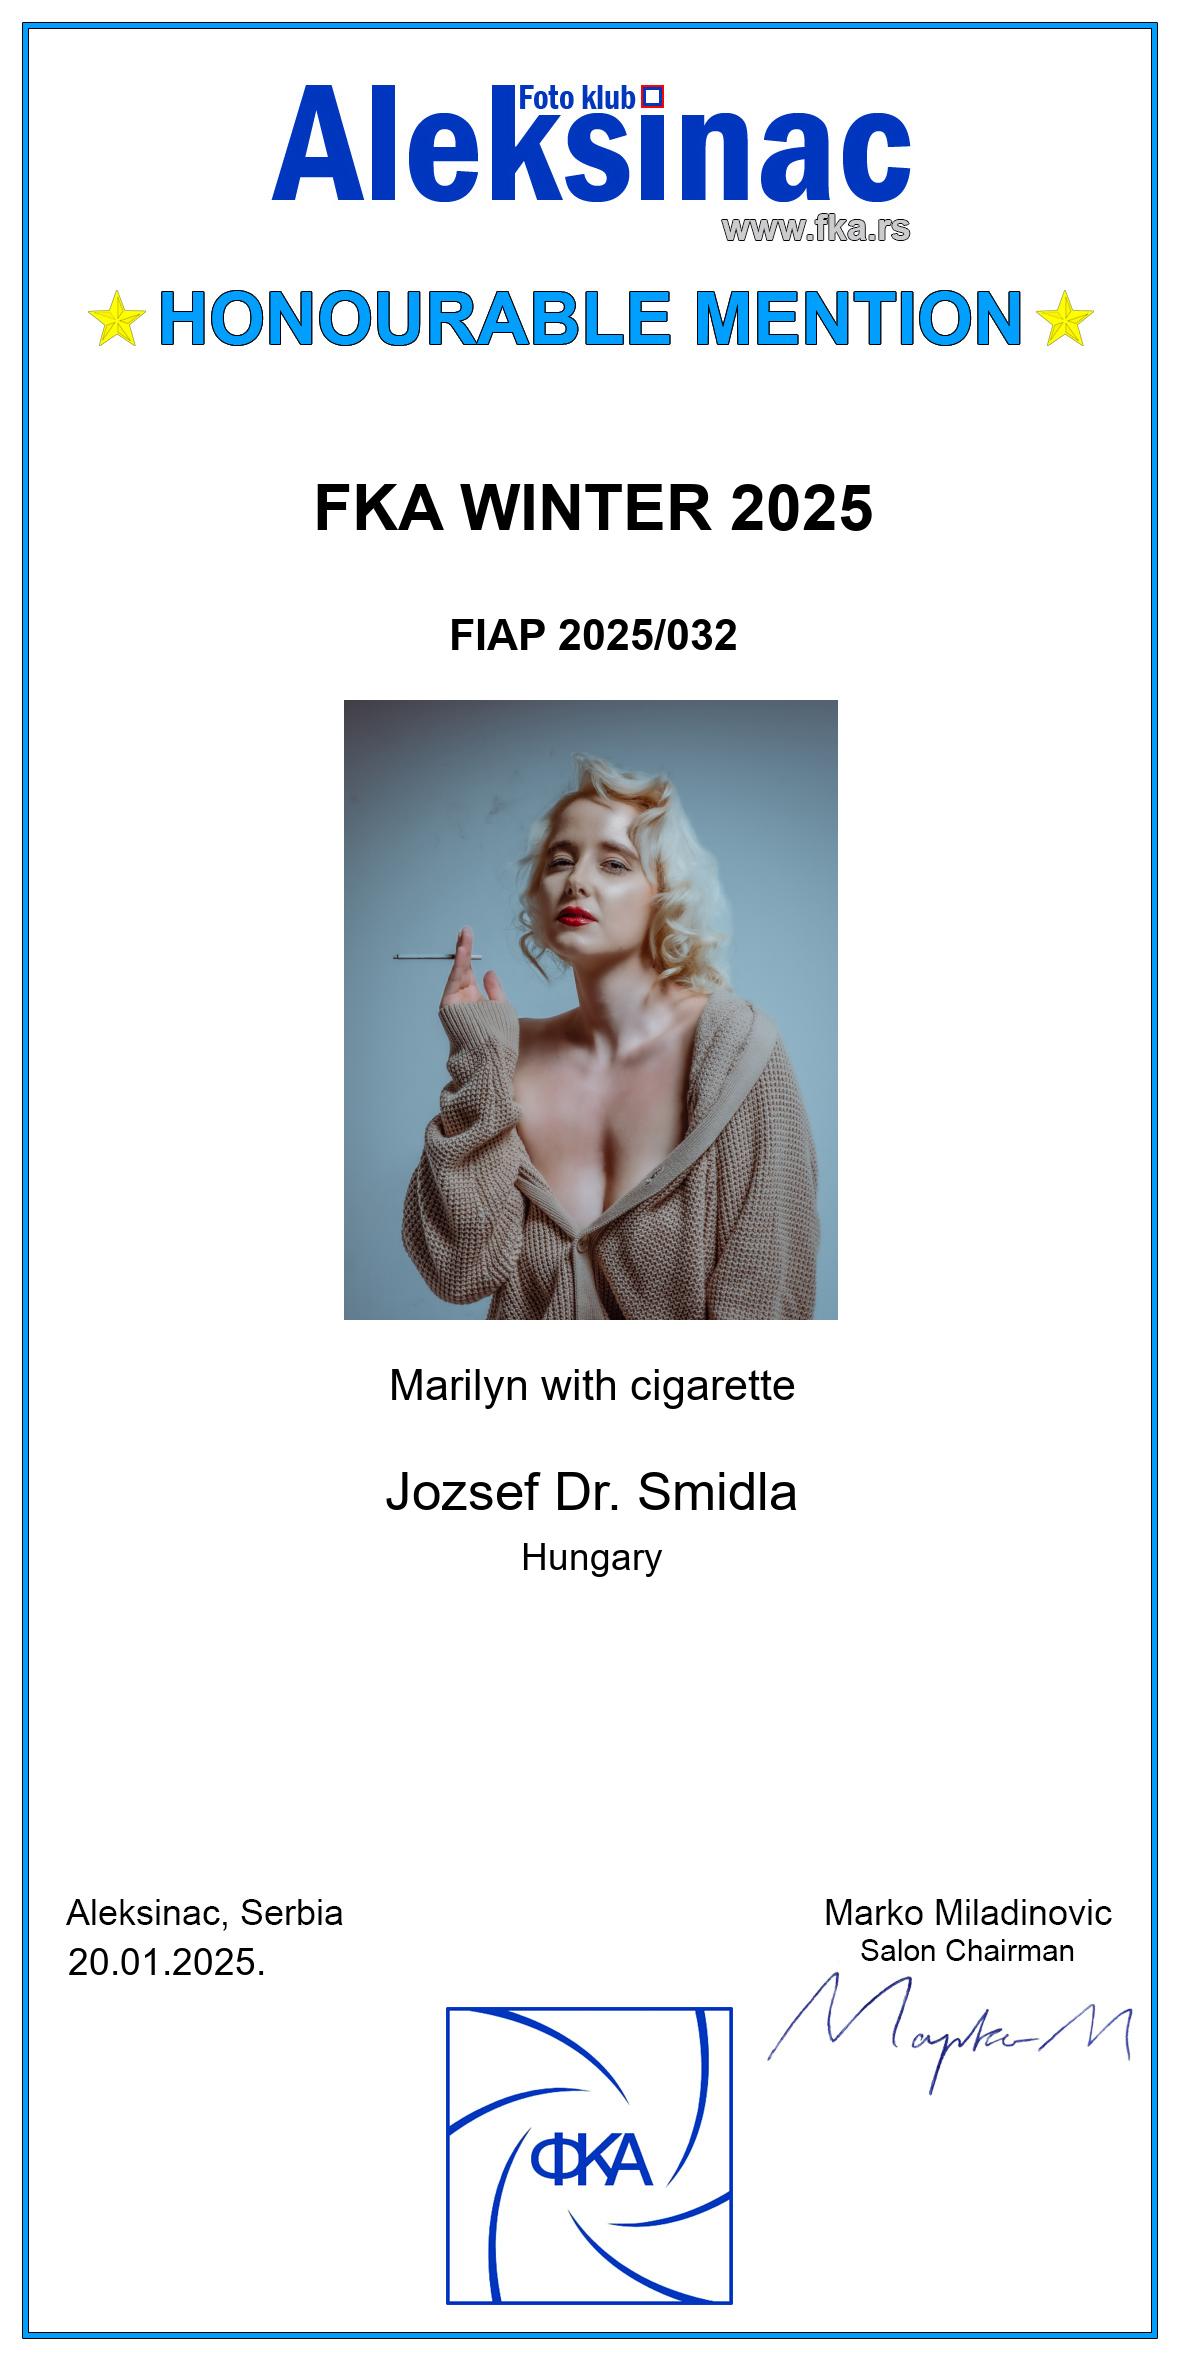 Foto klub
Aleksinac
www.fka.rs
HONOURABLE MENTION
FKA WINTER 2025
FIAP 2025/032
Marilyn with cigarette
Jozsef Dr. Smidla
Hungary
Aleksinac, Serbia
20.01.2025.
Marko Miladinovic
Salon Chairman
Марко М
ФКА